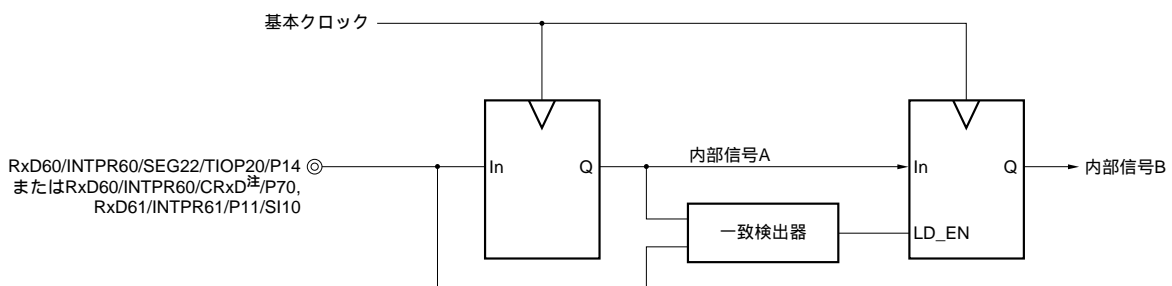 基本クロック
RxD60/INTPR60/SEG22/TIOP20/P14
またはRxD60/INTPR60/CRxD注/P70,
RxD61/INTPR61/P11/SI10
In
Q
内部信号A
In
Q
内部信号B
一致検出器
LD_EN